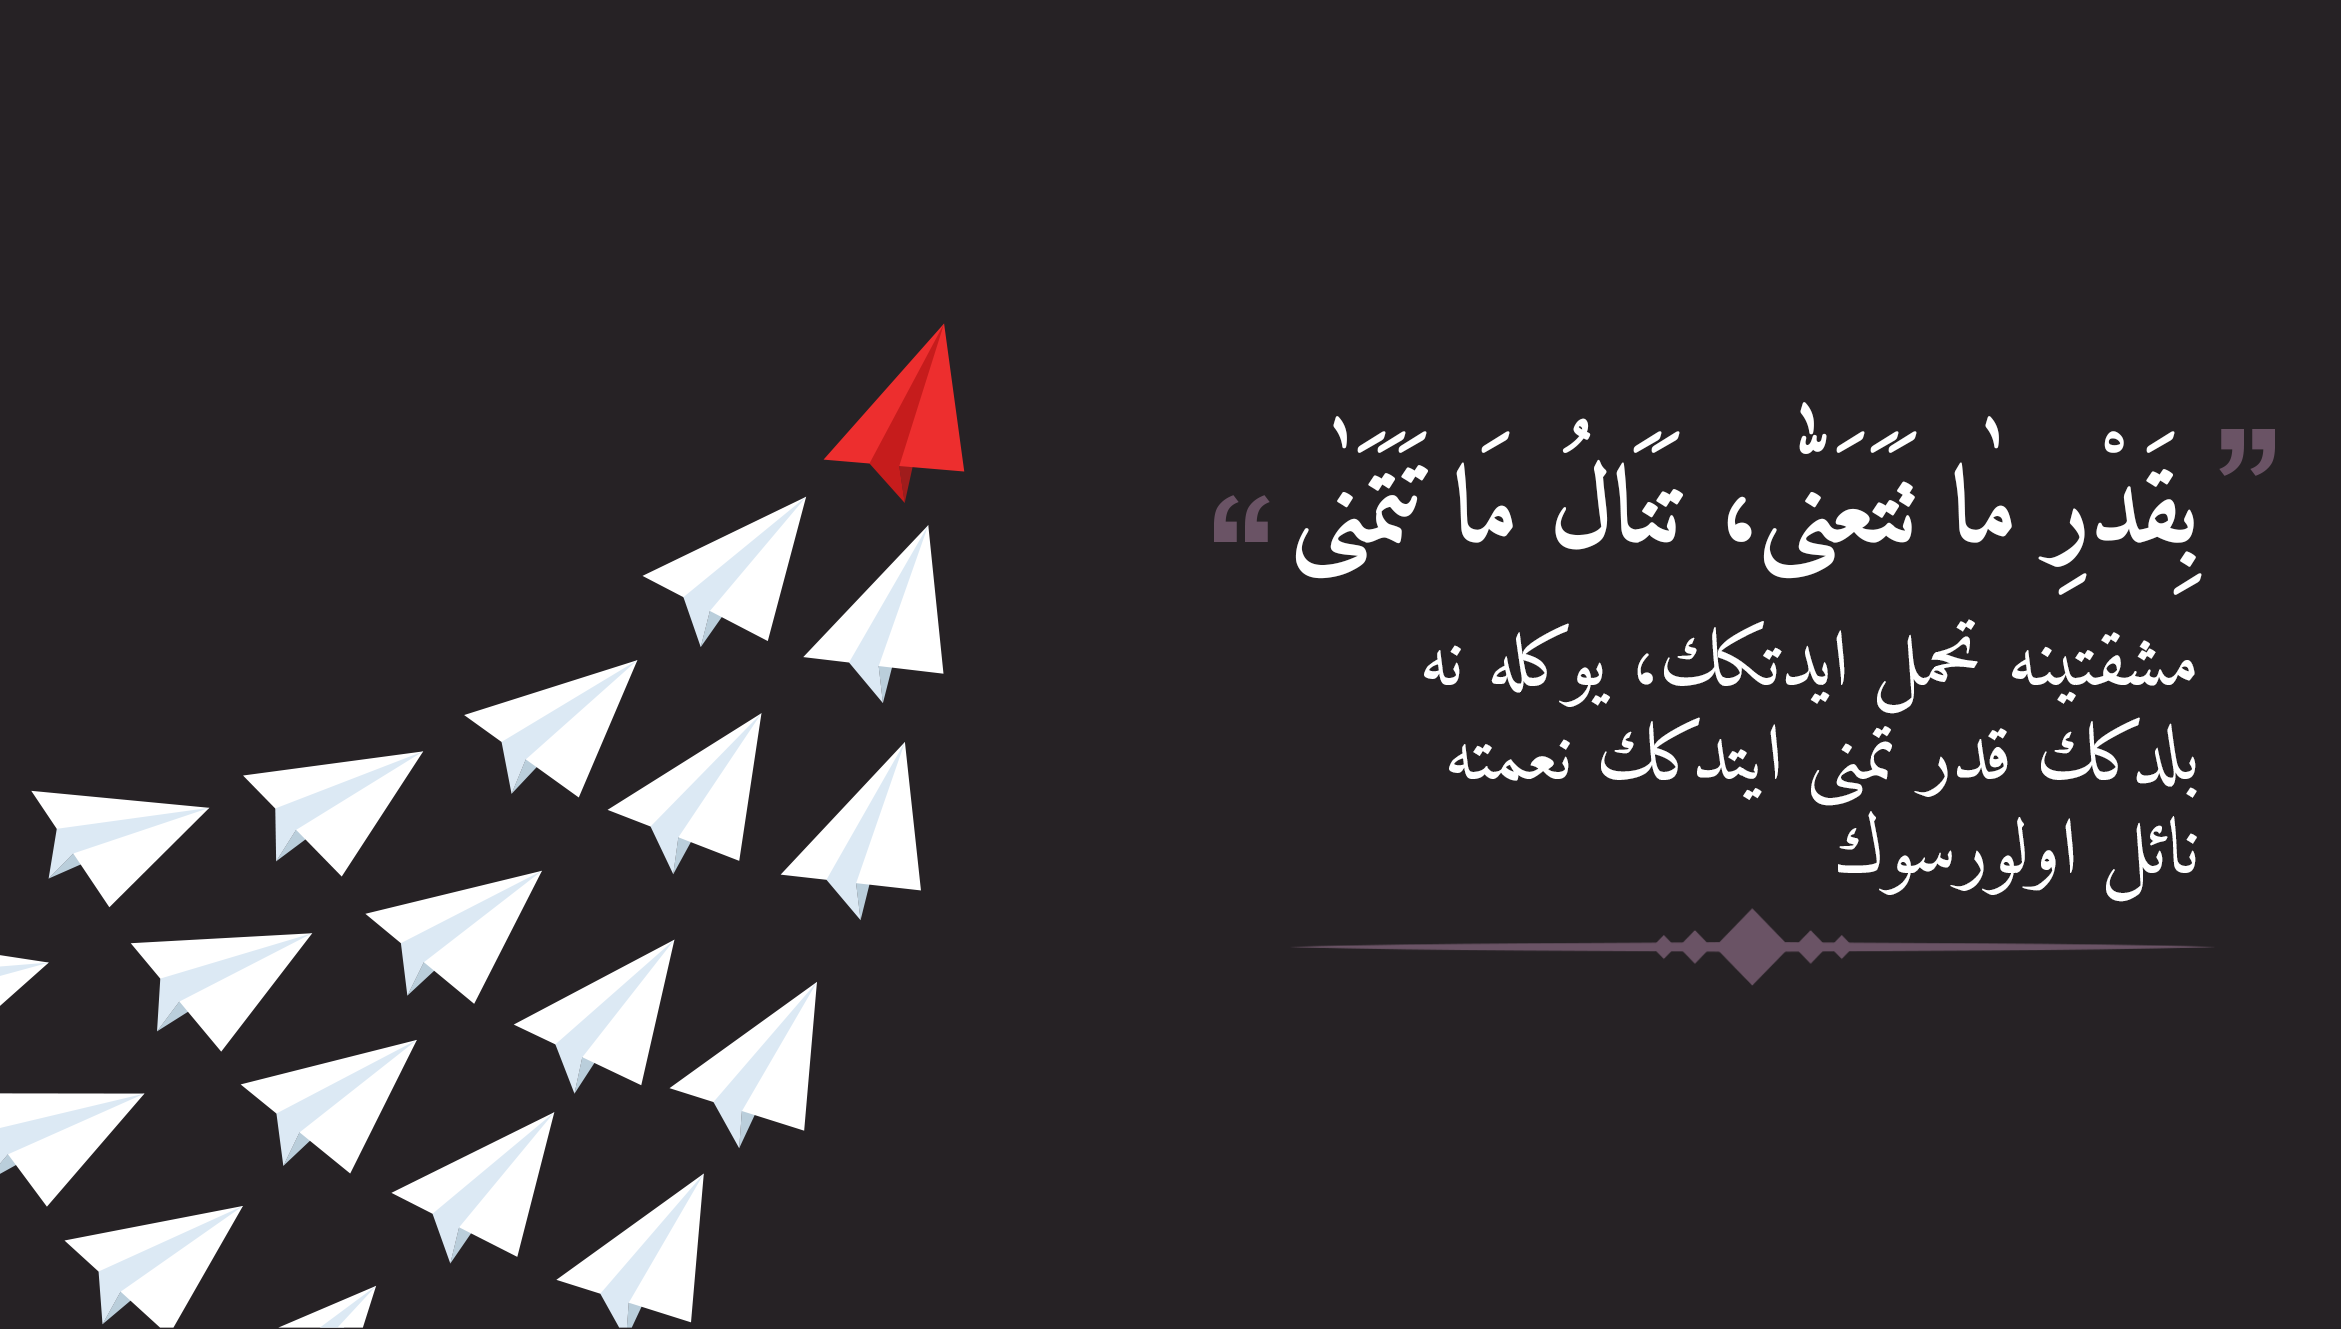 ”بِقَدْرِ مٰا تَتَعَنّٰى، تَنَالُ مَا تَتَمَنَّى“
مشقتينه تحمل ايدتكك، يوكله نه
بلدكك قدر تمنى ايتدكك نعمته
نائل اولورسوك